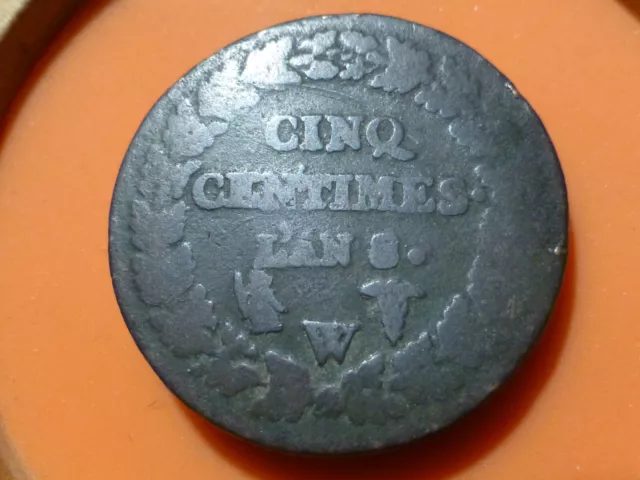 CINQ
CENTIMES.
L'AN 8.
W